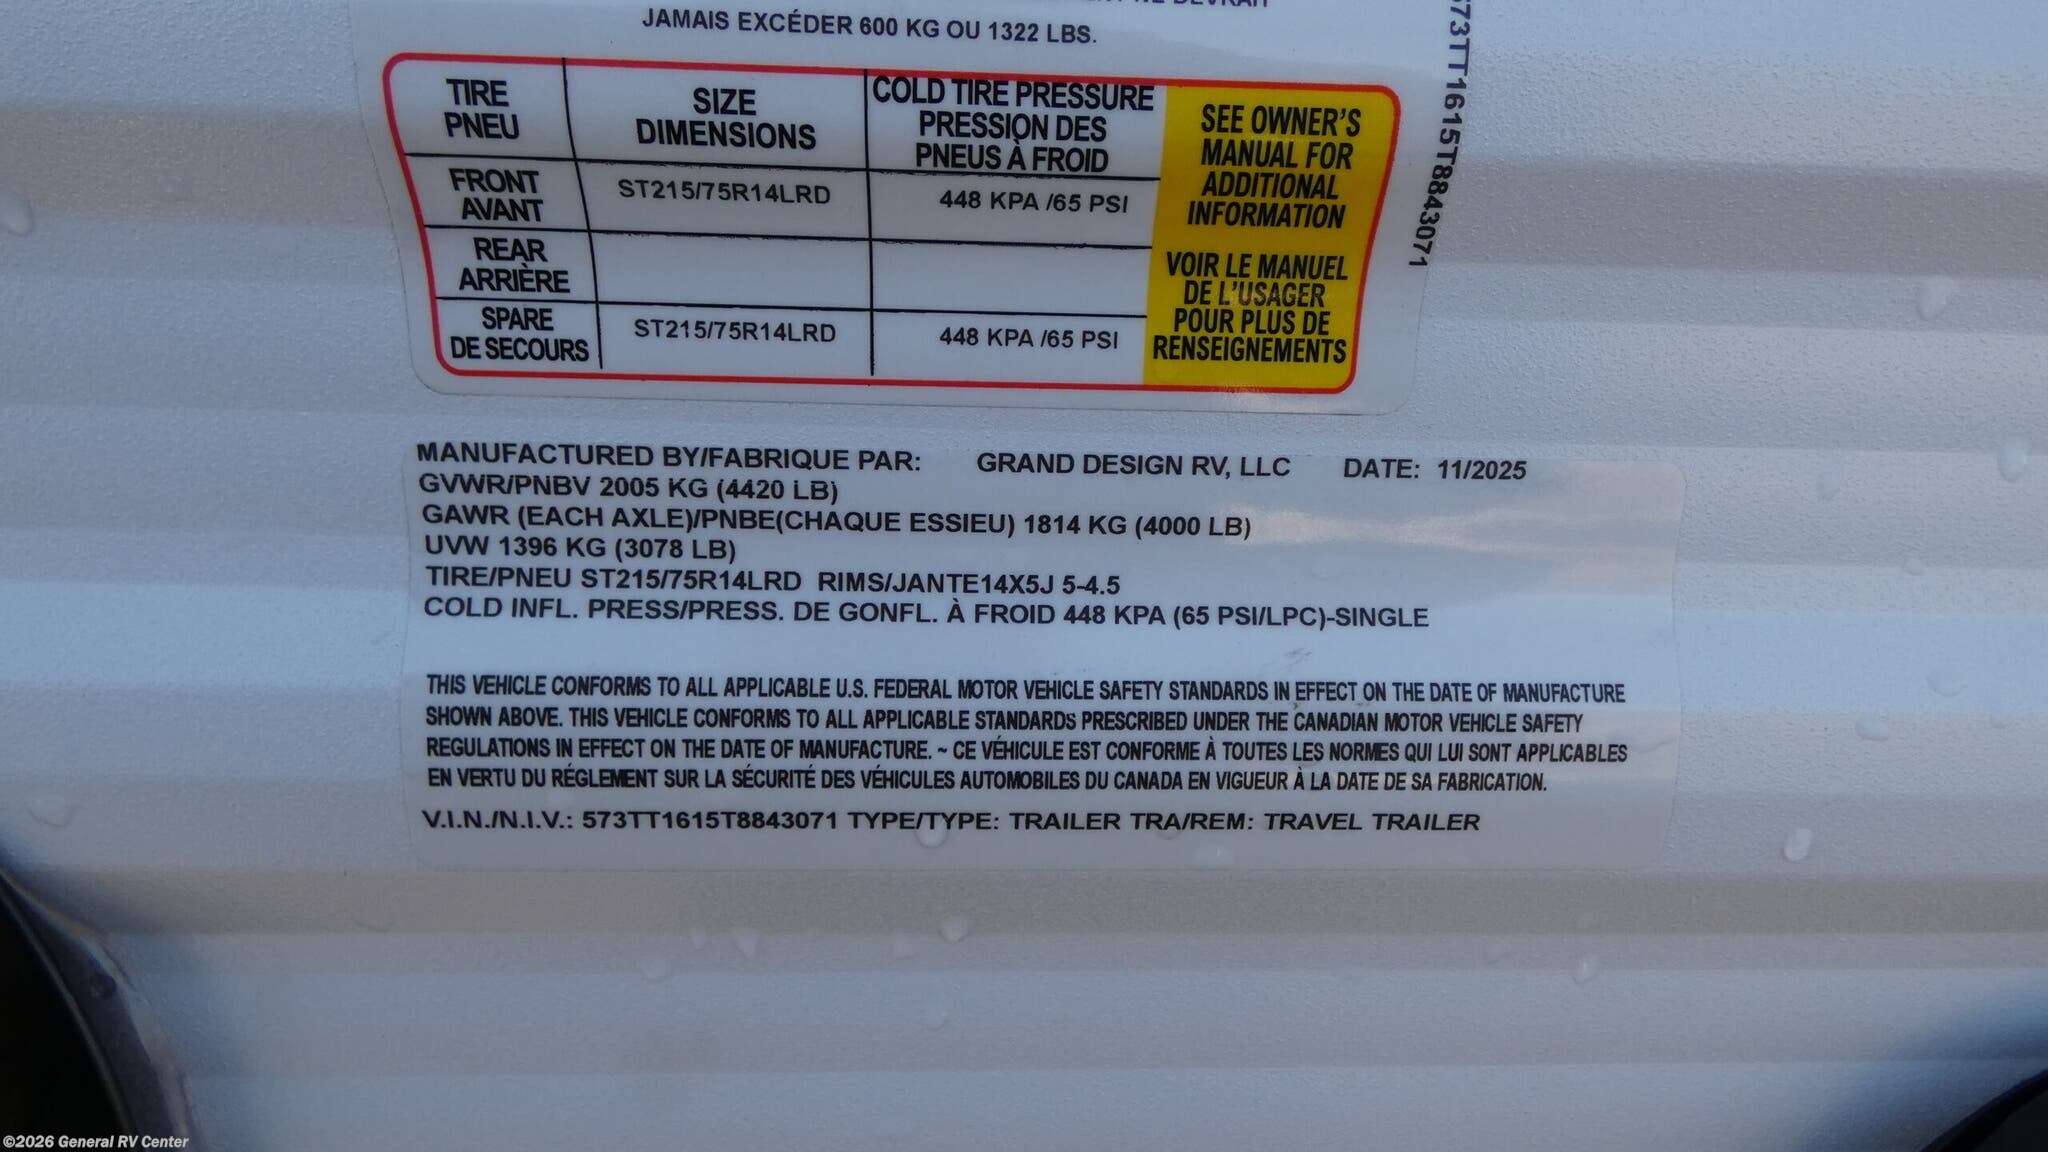 JAMAIS EXCÉDER 600 KG OU 1322 LBS.
573TT1615T8843071
TIRE
PNEU
SIZE
DIMENSIONS
COLD TIRE PRESSURE
PRESSION DES
PNEUS À FROID
SEE OWNER'S
MANUAL FOR
ADDITIONAL
INFORMATION
VOIR LE MANUEL
DE L'USAGER
POUR PLUS DE
RENSEIGNEMENTS
FRONT
AVANT
ST215/75R14LRD
448 KPA /65 PSI
REAR
ARRIÈRE
SPARE
DE SECOURS
ST215/75R14LRD
448 KPA /65 PSI
MANUFACTURED BY/FABRIQUE PAR: GRAND DESIGN RV, LLC DATE: 11/2025
GVWR/PNBV 2005 KG (4420 LB)
GAWR (EACH AXLE)/PNBE(CHAQUE ESSIEU) 1814 KG (4000 LB)
UVW 1396 KG (3078 LB)
TIRE/PNEU ST215/75R14LRD RIMS/JANTE14X5J 5-4.5
COLD INFL. PRESS/PRESS. DE GONFL. À FROID 448 KPA (65 PSI/LPC)-SINGLE
THIS VEHICLE CONFORMS TO ALL APPLICABLE U.S. FEDERAL MOTOR VEHICLE SAFETY STANDARDS IN EFFECT ON THE DATE OF MANUFACTURE
SHOWN ABOVE. THIS VEHICLE CONFORMS TO ALL APPLICABLE STANDARDS PRESCRIBED UNDER THE CANADIAN MOTOR VEHICLE SAFETY
REGULATIONS IN EFFECT ON THE DATE OF MANUFACTURE. ~ CE VÉHICULE EST CONFORME À TOUTES LES NORMES QUI LUI SONT APPLICABLES
EN VERTU DU RÉGLEMENT SUR LA SÉCURITÉ DES VÉHICULES AUTOMOBILES DU CANADA EN VIGUEUR À LA DATE DE SA FABRICATION.
V.I.N./N.I.V.: 573TT1615T8843071 TYPE/TYPE: TRAILER TRA/REM: TRAVEL TRAILER
©2026 General RV Center